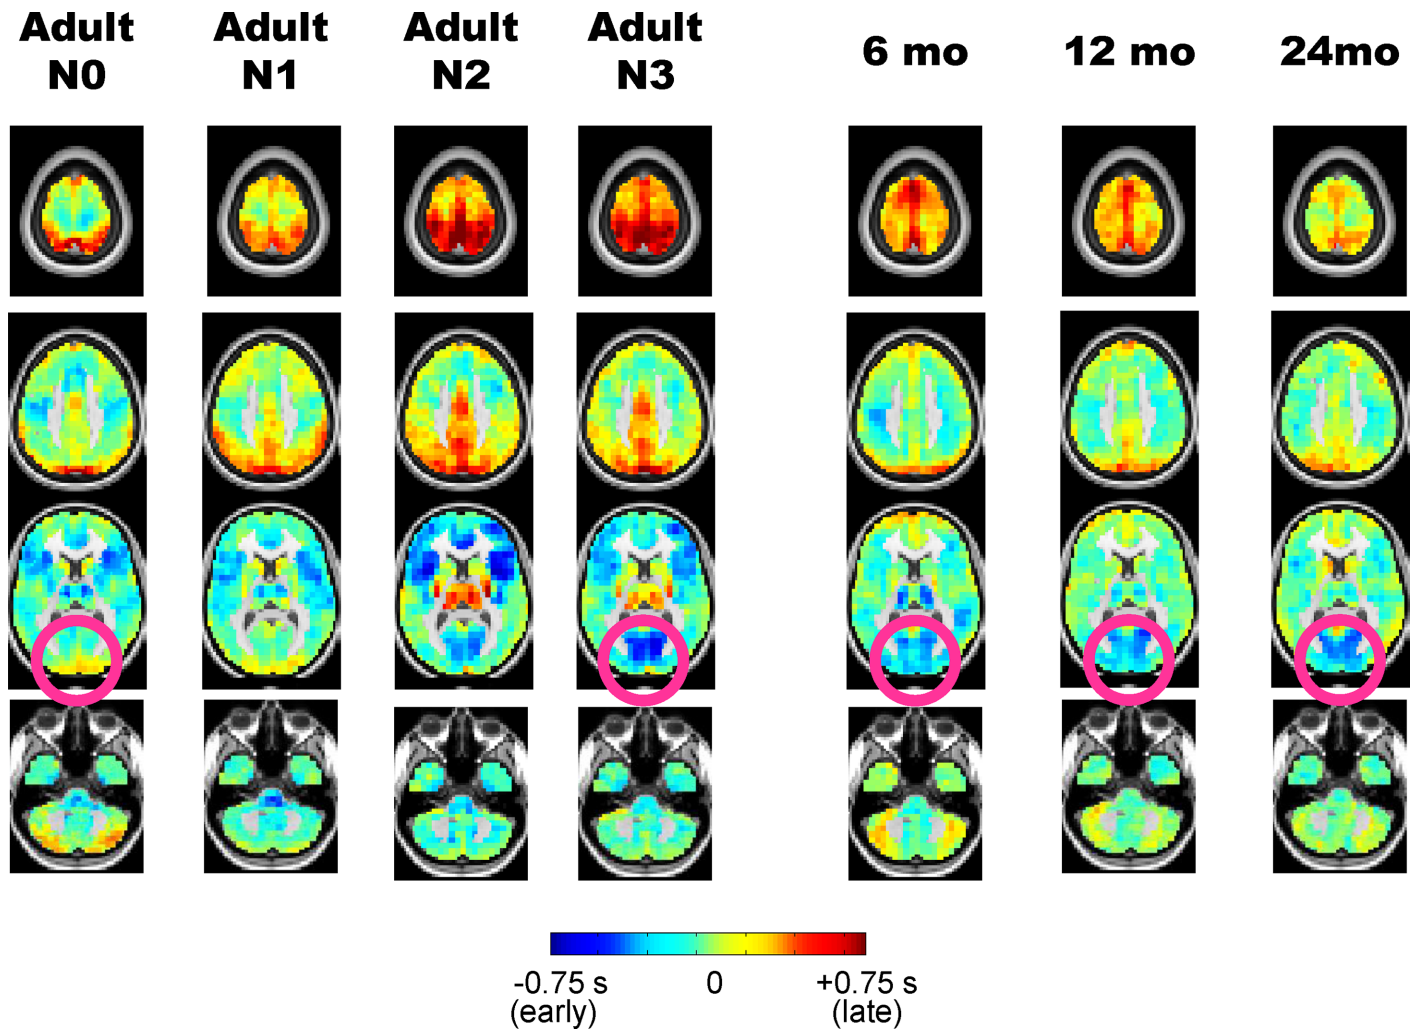 Adult
N0
Adult
N1
Adult
N2
Adult
N3
6 mo
12 mo
24mo
-0.75 s
(early)
0
+0.75 s
(late)